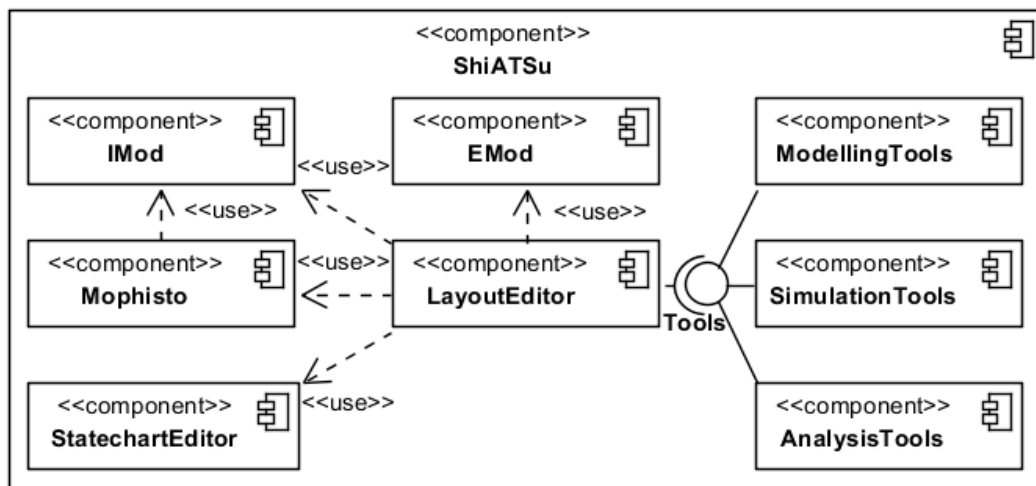 <<component>>
ShiATSu
<<component>>
IMod
<<component>>
EMod
<<component>>
ModellingTools
<<use>>
<<use>>
<<use>>
<<component>>
Mophisto
<<use>>
<<component>>
LayoutEditor
Tools
<<component>>
SimulationTools
<<component>>
StatechartEditor
<<use>>
<<component>>
AnalysisTools